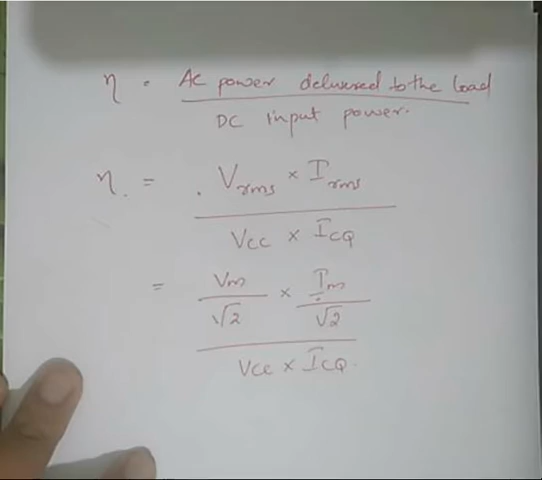 η = AC power delivered to the load
DC input power.
η = Vrms × Irms
Vcc × ICQ
= Vm/√2 × Im/√2
Vcc × ICQ.